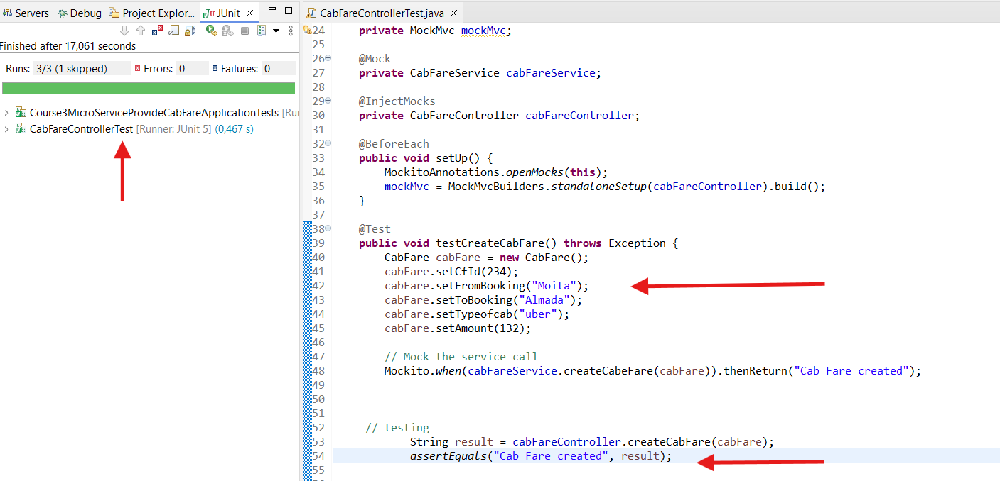 Servers Debug Project Explor... JUnit
Finished after 17,061 seconds
Runs: 3/3 (1 skipped) Errors: 0 Failures: 0
Course3MicroServiceProvideCabFareApplicationTests [Ru
CabFareControllerTest [Runner: JUnit 5] (0,467 s)
CabFareControllerTest.java
24 private MockMvc mockMvc;
25
26 @Mock
27 private CabFareService cabFareService;
28
29 @InjectMocks
30 private CabFareController cabFareController;
31
32 @BeforeEach
33 public void setUp() {
34 MockitoAnnotations.openMocks(this);
35 mockMvc = MockMvcBuilders.standaloneSetup(cabFareController).build();
36 }
37
38 @Test
39 public void testCreateCabFare() throws Exception {
40 CabFare cabFare = new CabFare();
41 cabFare.setCfId(234);
42 cabFare.setFromBooking("Moita");
43 cabFare.setToBooking("Almada");
44 cabFare.setTypeofcab("uber");
45 cabFare.setAmount(132);
46
47 // Mock the service call
48 Mockito.when(cabFareService.createCabeFare(cabFare)).thenReturn("Cab Fare created");
49
50
51
52 // testing
53 String result = cabFareController.createCabFare(cabFare);
54 assertEquals("Cab Fare created", result);
55